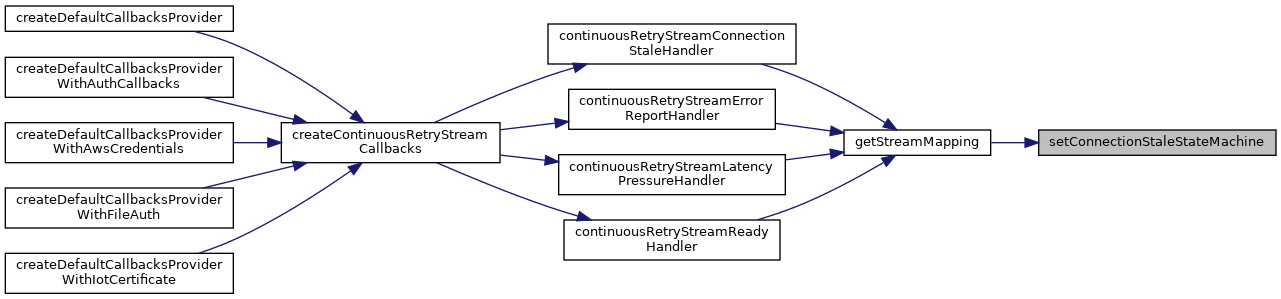 createDefaultCallbacksProvider
createDefaultCallbacksProvider
WithAuthCallbacks
createDefaultCallbacksProvider
WithAwsCredentials
createDefaultCallbacksProvider
WithFileAuth
createDefaultCallbacksProvider
WithIotCertificate
createContinuousRetryStream
Callbacks
continuousRetryStreamConnection
StaleHandler
continuousRetryStreamError
ReportHandler
continuousRetryStreamLatency
PressureHandler
continuousRetryStreamReady
Handler
getStreamMapping
setConnectionStaleStateMachine